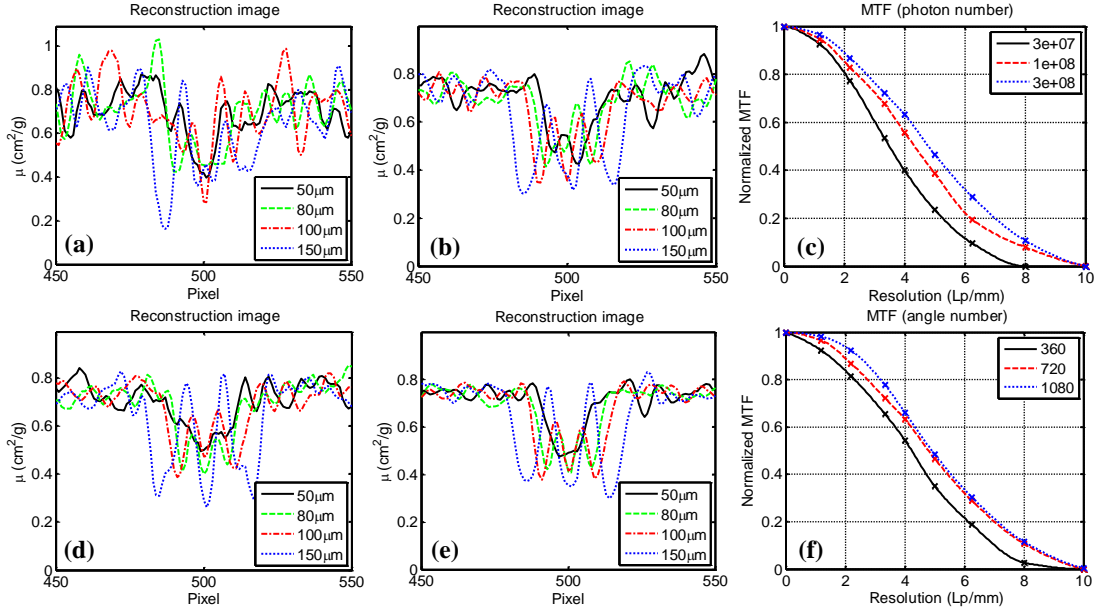 Reconstruction image
μ (cm²/g)
1
0.8
0.6
0.4
0.2
0
450
500
550
Pixel
50μm
80μm
100μm
150μm
(a)
Reconstruction image
μ (cm²/g)
0.8
0.6
0.4
0.2
0
450
500
550
Pixel
50μm
80μm
100μm
150μm
(b)
MTF (photon number)
Normalized MTF
1
0.8
0.6
0.4
0.2
0
0
2
4
6
8
10
Resolution (Lp/mm)
3e+07
1e+08
3e+08
(c)
Reconstruction image
μ (cm²/g)
0.8
0.6
0.4
0.2
0
450
500
550
Pixel
50μm
80μm
100μm
150μm
(d)
Reconstruction image
μ (cm²/g)
0.8
0.6
0.4
0.2
0
450
500
550
Pixel
50μm
80μm
100μm
150μm
(e)
MTF (angle number)
Normalized MTF
1
0.8
0.6
0.4
0.2
0
0
2
4
6
8
10
Resolution (Lp/mm)
360
720
1080
(f)